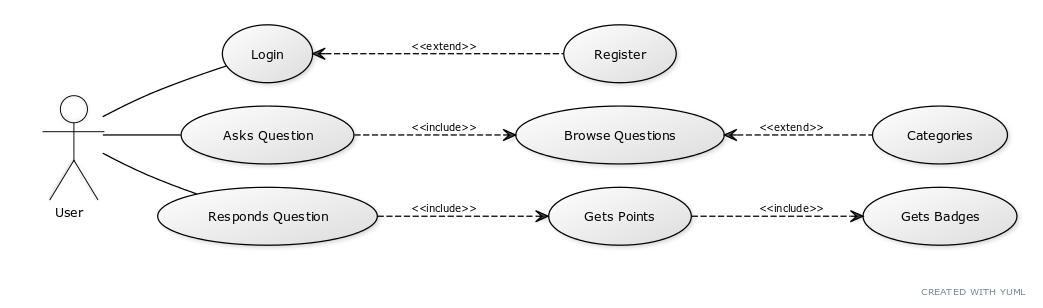 Login
<<extend>>
Register
Asks Question
<<include>>
Browse Questions
<<extend>>
Categories
User
Responds Question
<<include>>
Gets Points
<<include>>
Gets Badges
CREATED WITH YUML